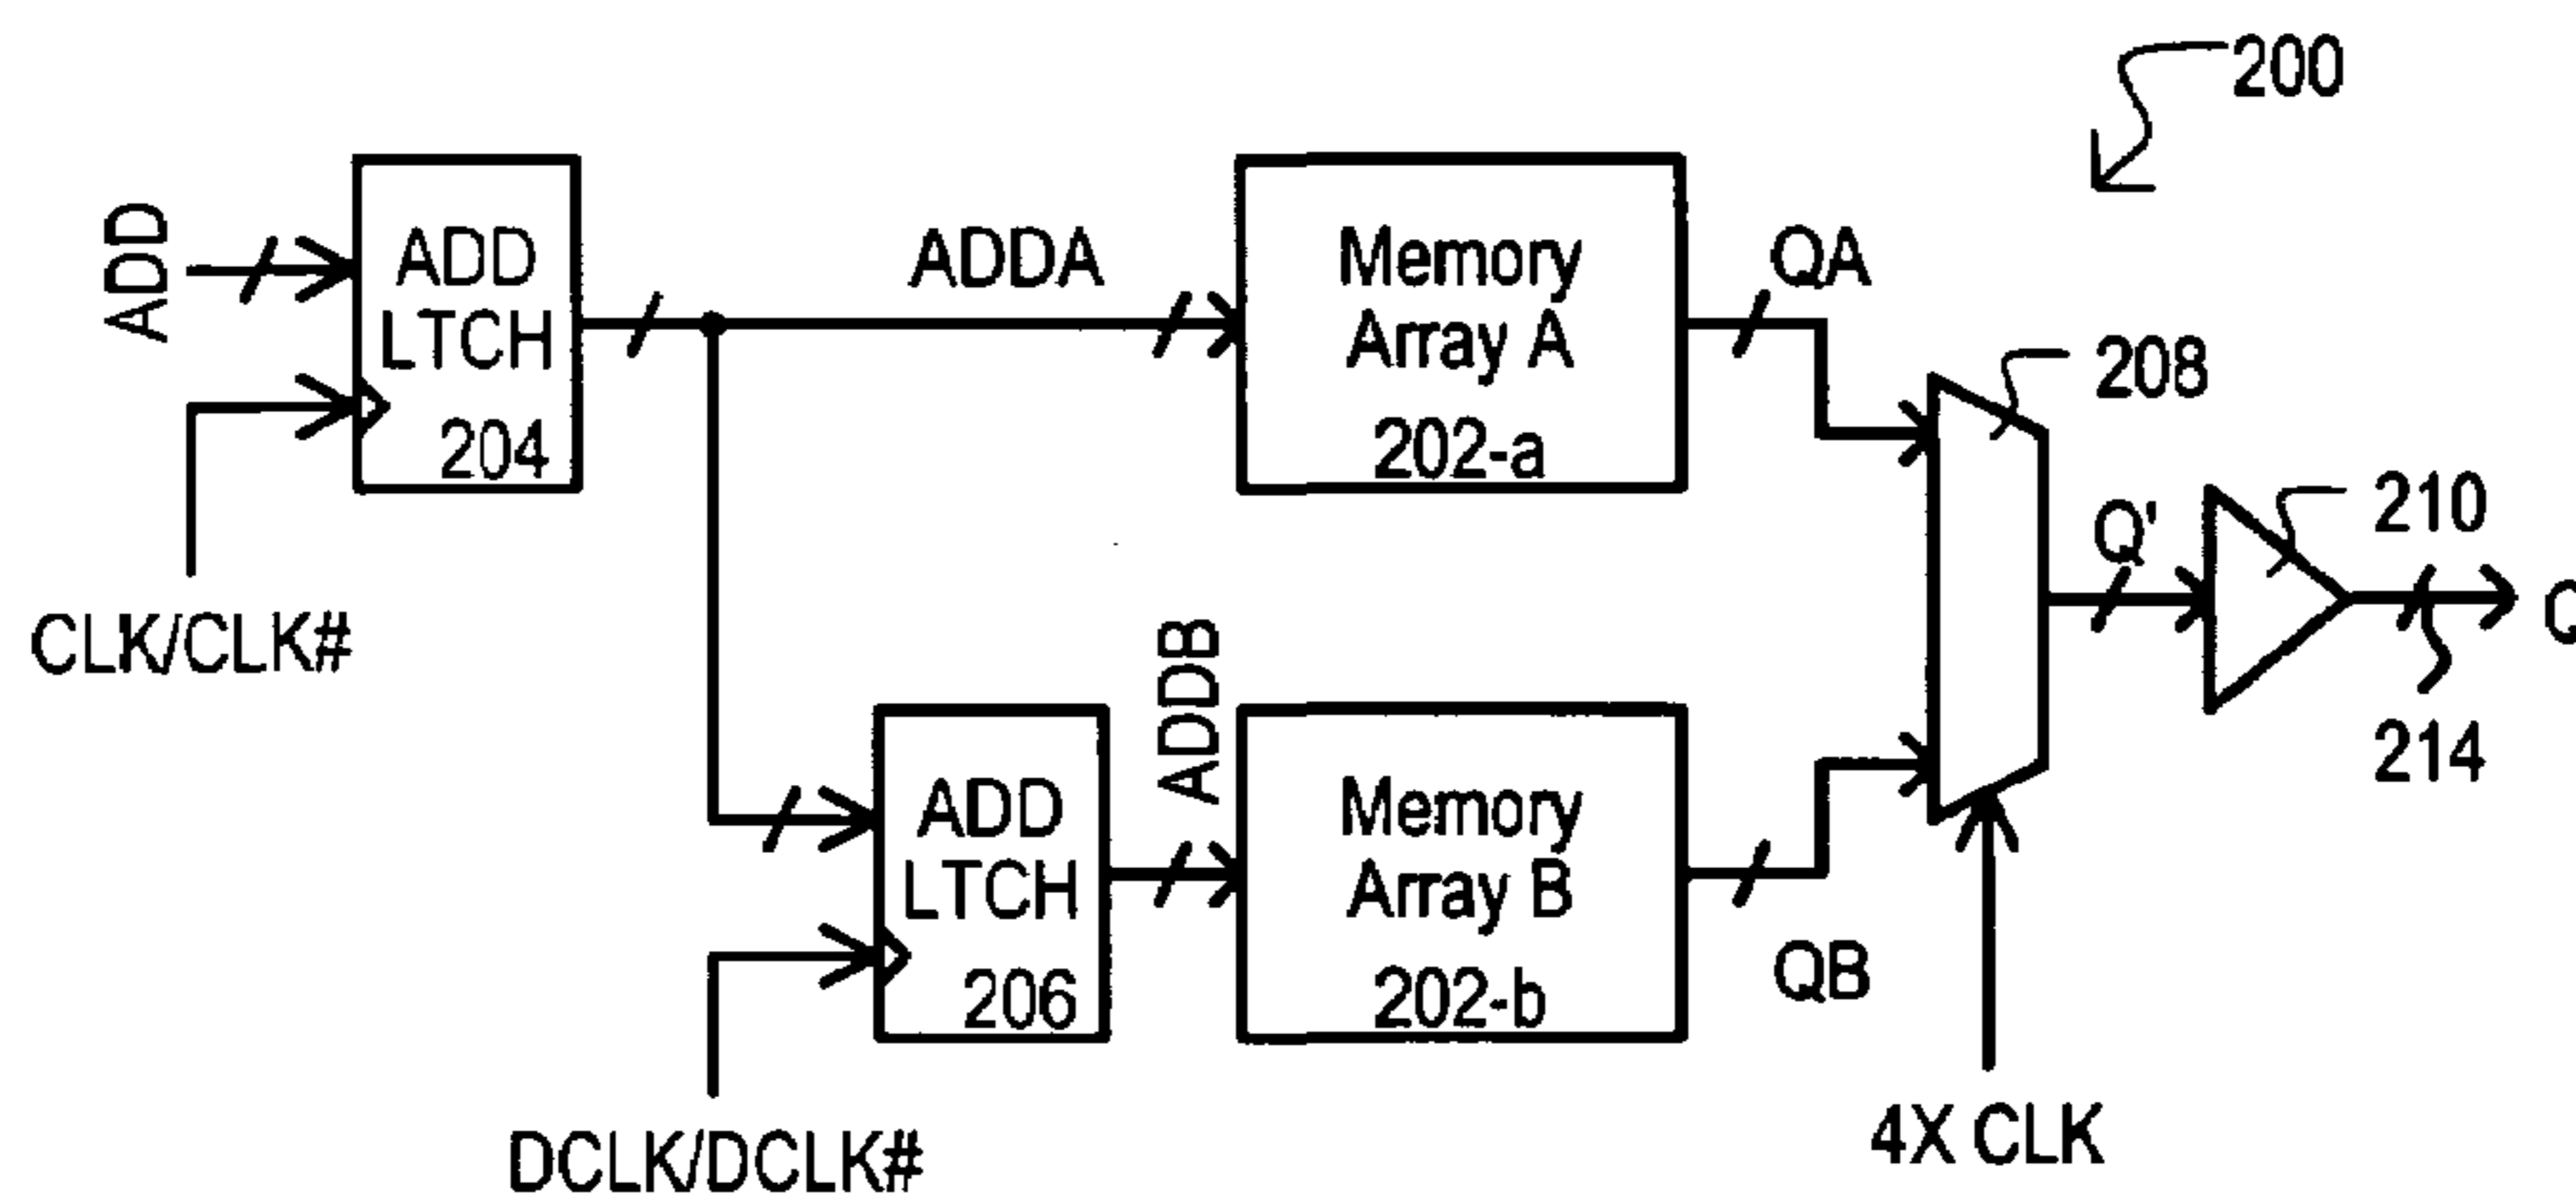 200
ADD
ADD
LTCH
204
CLK/CLK#
ADDA
Memory
Array A
202-a
QA
208
Q'
210
Q
214
ADD
LTCH
206
DCLK/DCLK#
ADDB
Memory
Array B
202-b
QB
4X CLK